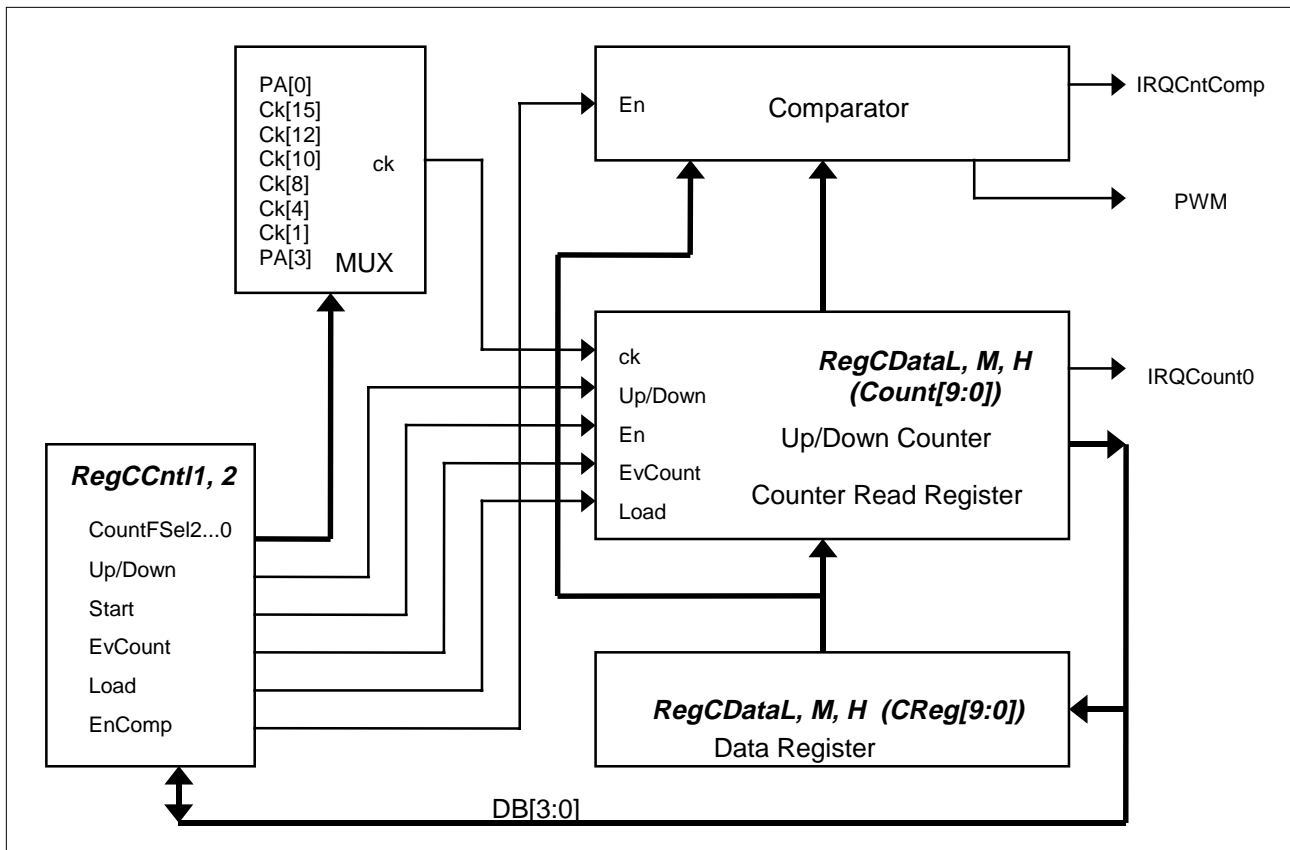 PA[0]
Ck[15]
Ck[12]
Ck[10]
Ck[8]
Ck[4]
Ck[1]
PA[3]
ck
MUX
En
Comparator
IRQCntComp
PWM
ck
Up/Down
En
EvCount
Load
RegCDataL, M, H
(Count[9:0])
Up/Down Counter
Counter Read Register
IRQCount0
RegCCntl1, 2
CountFSel2...0
Up/Down
Start
EvCount
Load
EnComp
RegCDataL, M, H (CReg[9:0])
Data Register
DB[3:0]